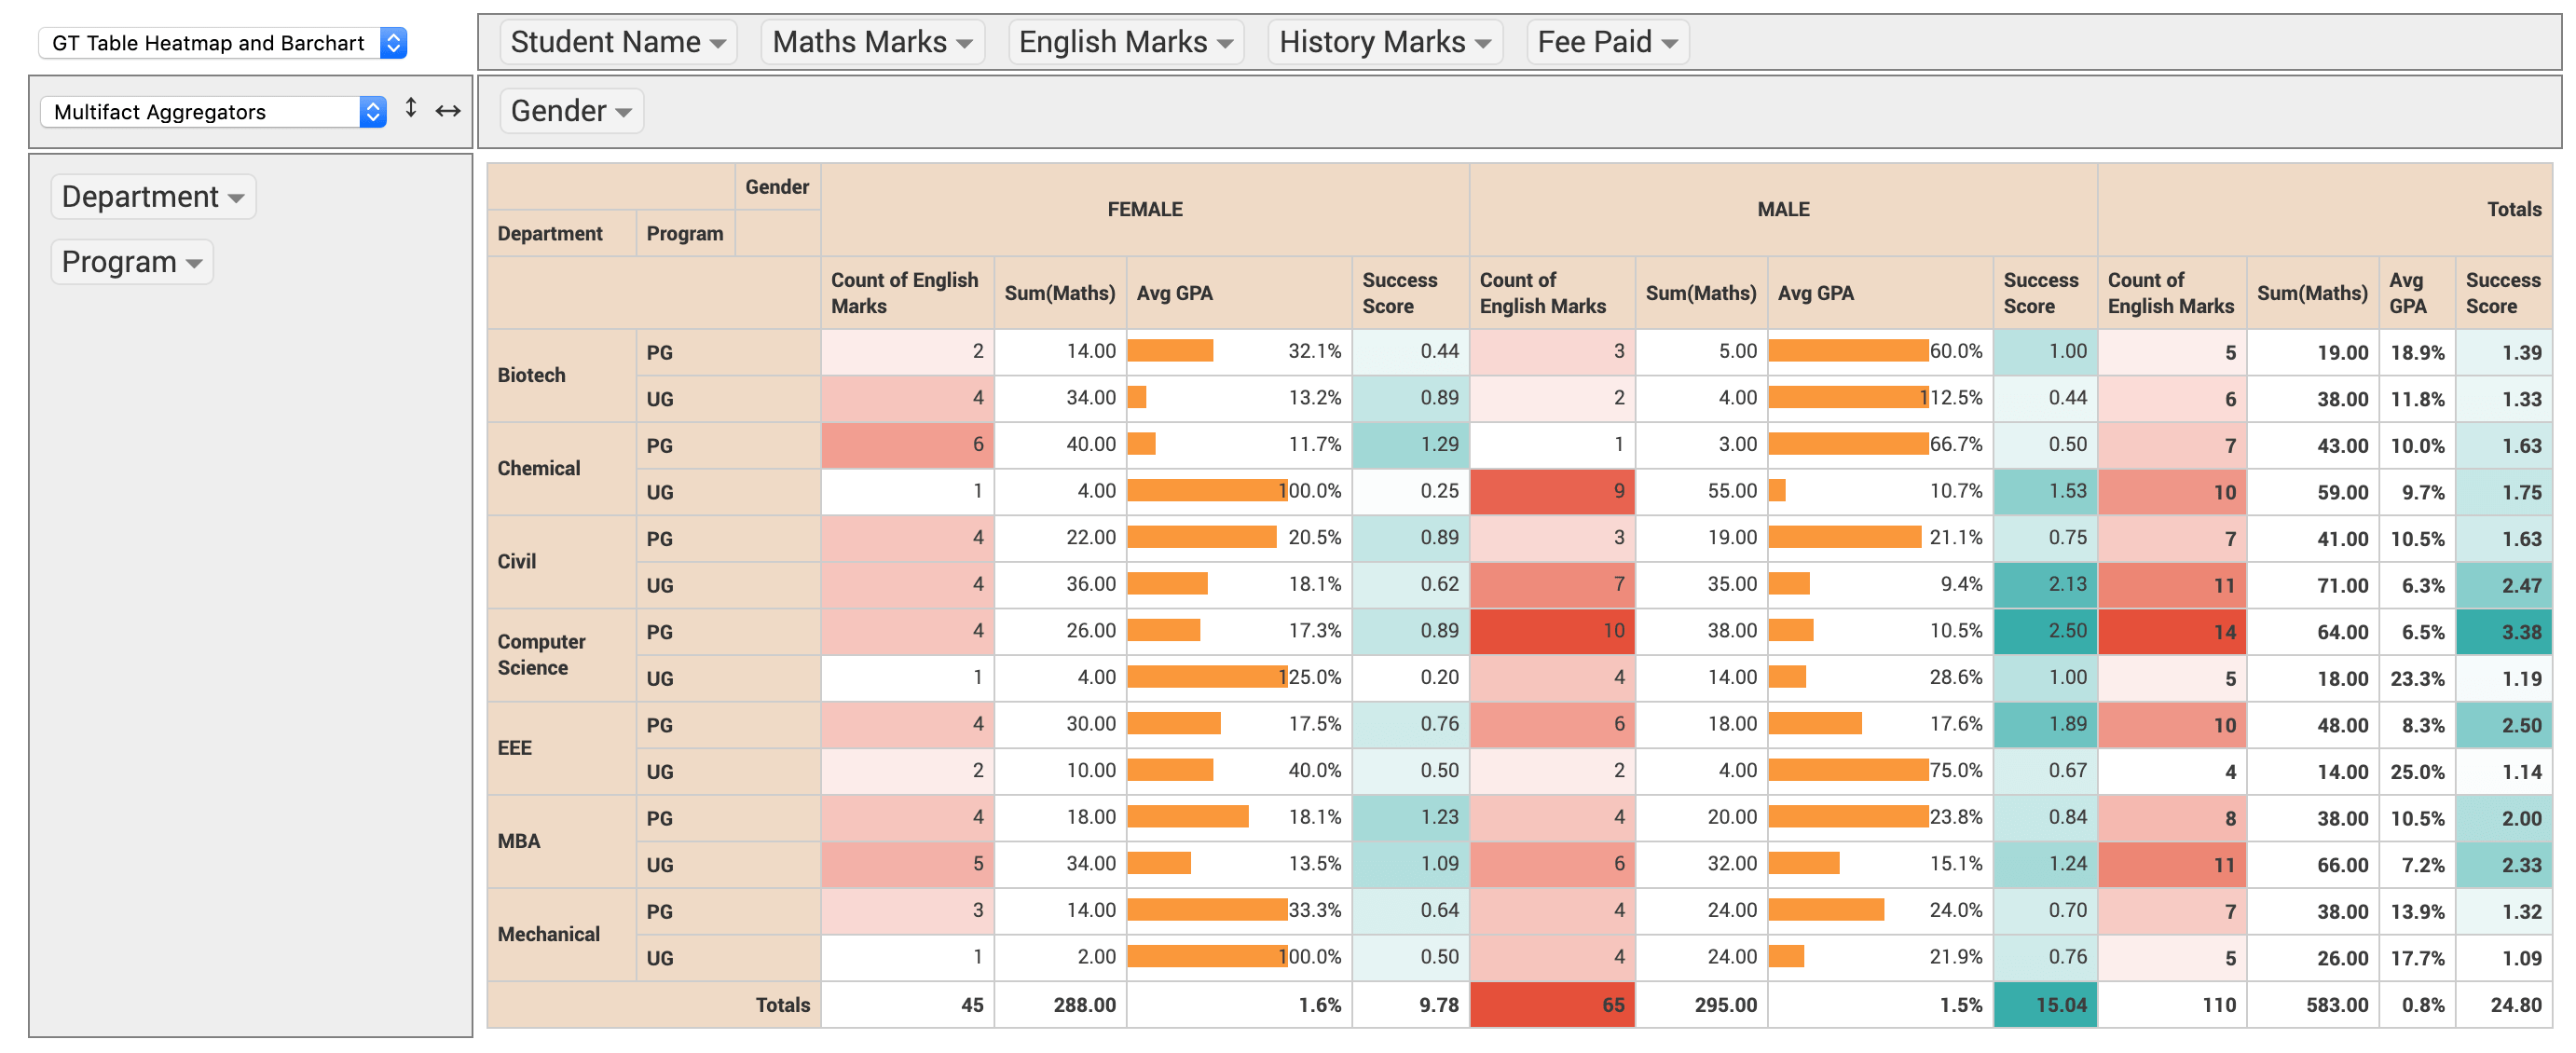 GT Table Heatmap and Barchart
Student Name Maths Marks English Marks History Marks Fee Paid
Multifact Aggregators ↕ ↔
Gender
Department
Program
Gender FEMALE MALE Totals
Department Program
Count of English Marks Sum(Maths) Avg GPA Success Score Count of English Marks Sum(Maths) Avg GPA Success Score Count of English Marks Sum(Maths) Avg GPA Success Score
Biotech PG 2 14.00 32.1% 0.44 3 5.00 60.0% 1.00 5 19.00 18.9% 1.39
UG 4 34.00 13.2% 0.89 2 4.00 112.5% 0.44 6 38.00 11.8% 1.33
Chemical PG 6 40.00 11.7% 1.29 1 3.00 66.7% 0.50 7 43.00 10.0% 1.63
UG 1 4.00 100.0% 0.25 9 55.00 10.7% 1.53 10 59.00 9.7% 1.75
Civil PG 4 22.00 20.5% 0.89 3 19.00 21.1% 0.75 7 41.00 10.5% 1.63
UG 4 36.00 18.1% 0.62 7 35.00 9.4% 2.13 11 71.00 6.3% 2.47
Computer Science PG 4 26.00 17.3% 0.89 10 38.00 10.5% 2.50 14 64.00 6.5% 3.38
UG 1 4.00 125.0% 0.20 4 14.00 28.6% 1.00 5 18.00 23.3% 1.19
EEE PG 4 30.00 17.5% 0.76 6 18.00 17.6% 1.89 10 48.00 8.3% 2.50
UG 2 10.00 40.0% 0.50 2 4.00 75.0% 0.67 4 14.00 25.0% 1.14
MBA PG 4 18.00 18.1% 1.23 4 20.00 23.8% 0.84 8 38.00 10.5% 2.00
UG 5 34.00 13.5% 1.09 6 32.00 15.1% 1.24 11 66.00 7.2% 2.33
Mechanical PG 3 14.00 33.3% 0.64 4 24.00 24.0% 0.70 7 38.00 13.9% 1.32
UG 1 2.00 100.0% 0.50 4 24.00 21.9% 0.76 5 26.00 17.7% 1.09
Totals 45 288.00 1.6% 9.78 65 295.00 1.5% 15.04 110 583.00 0.8% 24.80